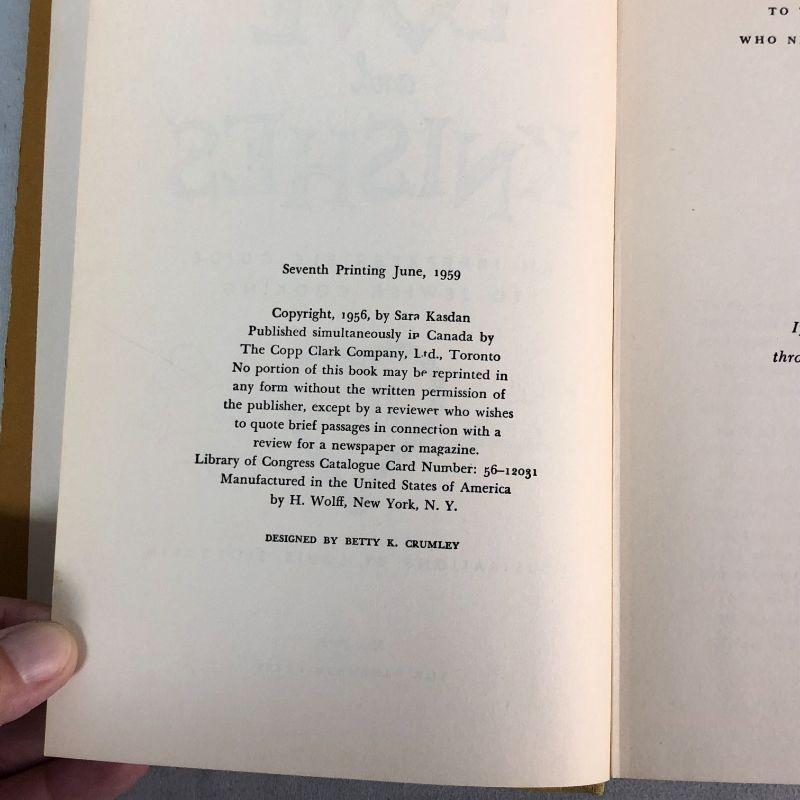 Seventh Printing June, 1959
Copyright, 1956, by Sara Kasdan
Published simultaneously in Canada by
The Copp Clark Company, Ltd., Toronto
No portion of this book may be reprinted in
any form without the written permission of
the publisher, except by a reviewer who wishes
to quote brief passages in connection with a
review for a newspaper or magazine.
Library of Congress Catalogue Card Number: 56-12031
Manufactured in the United States of America
by H. Wolff, New York, N. Y.
DESIGNED BY BETTY K. CRUMLEY
TO
WHO